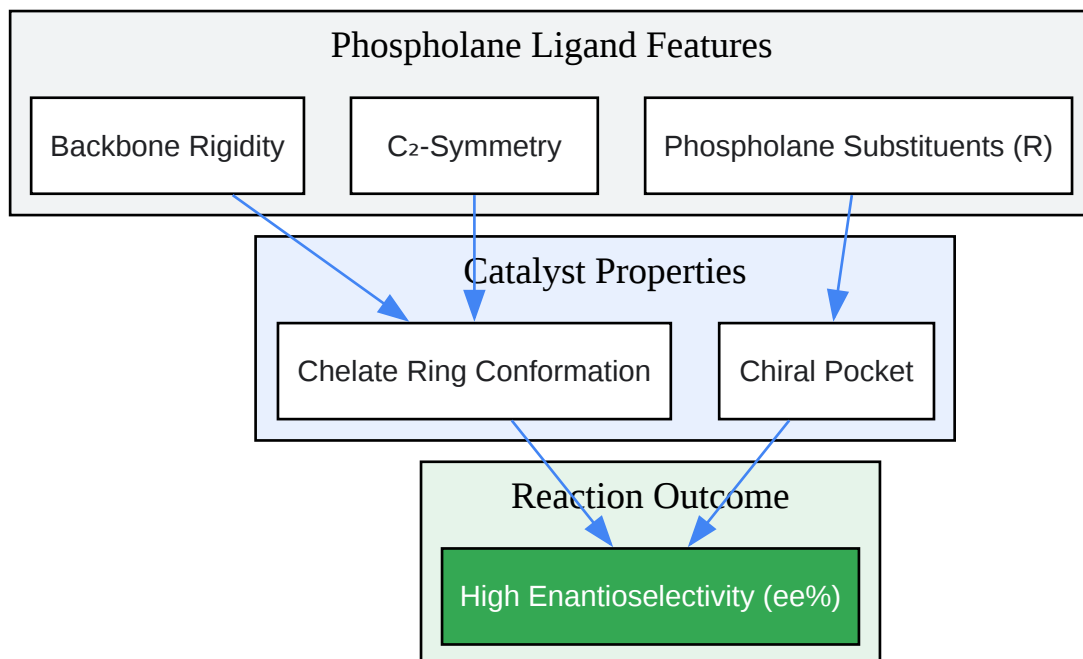 Phospholane Ligand Features
Backbone Rigidity
C₂-Symmetry
Phospholane Substituents (R)
Catalyst Properties
Chelate Ring Conformation
Chiral Pocket
Reaction Outcome
High Enantioselectivity (ee%)